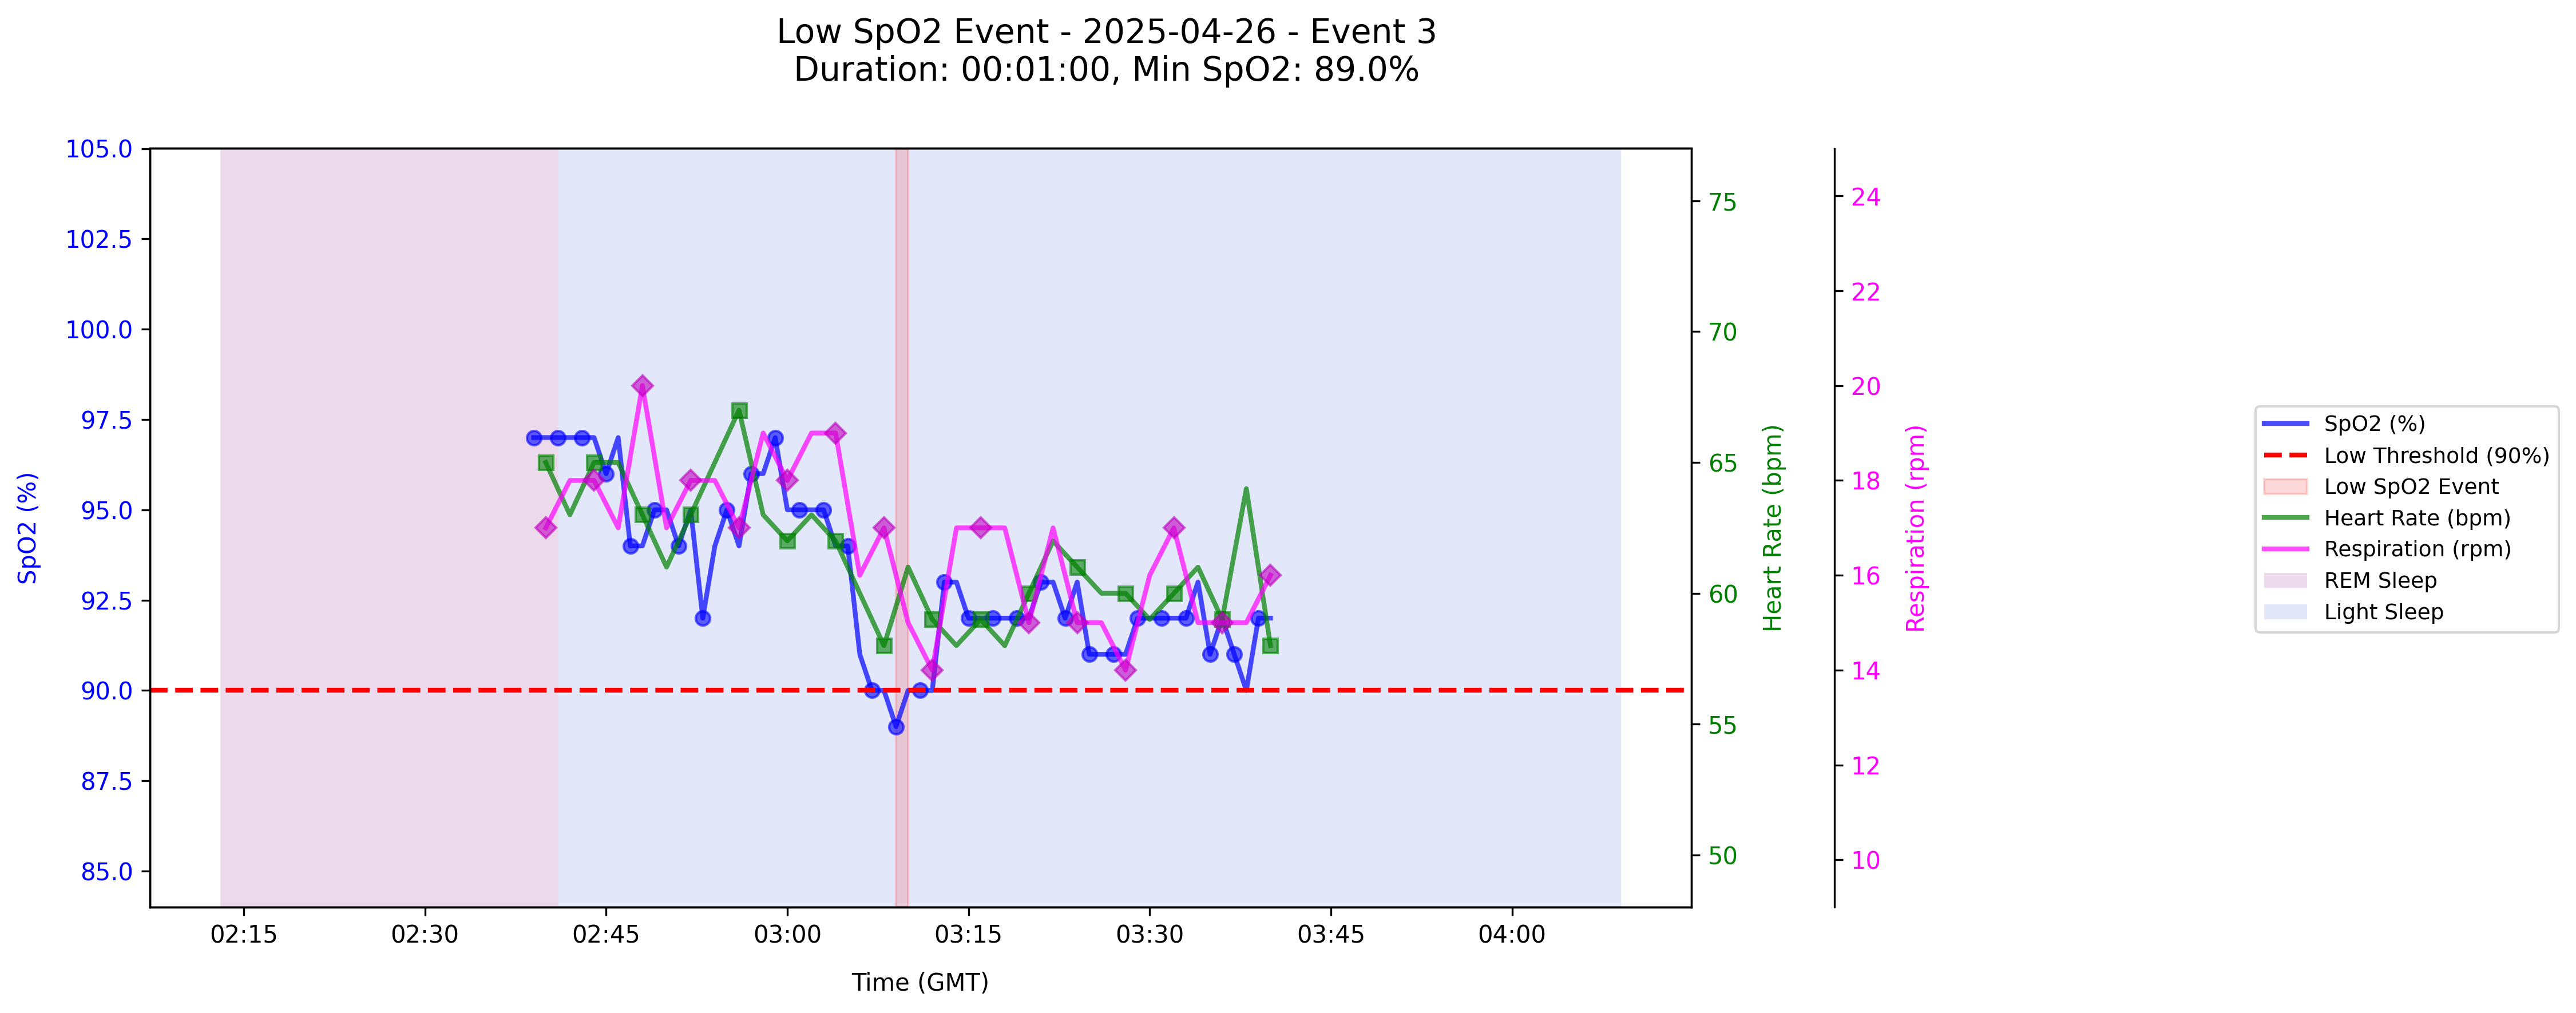 Low SpO2 Event - 2025-04-26 - Event 3
Duration: 00:01:00, Min SpO2: 89.0%
105.0
102.5
100.0
97.5
95.0
92.5
90.0
87.5
85.0
SpO2 (%)
02:15
02:30
02:45
03:00
03:15
03:30
03:45
04:00
Time (GMT)
75
70
65
60
55
50
Heart Rate (bpm)
24
22
20
18
16
14
12
10
Respiration (rpm)
SpO2 (%)
Low Threshold (90%)
Low SpO2 Event
Heart Rate (bpm)
Respiration (rpm)
REM Sleep
Light Sleep